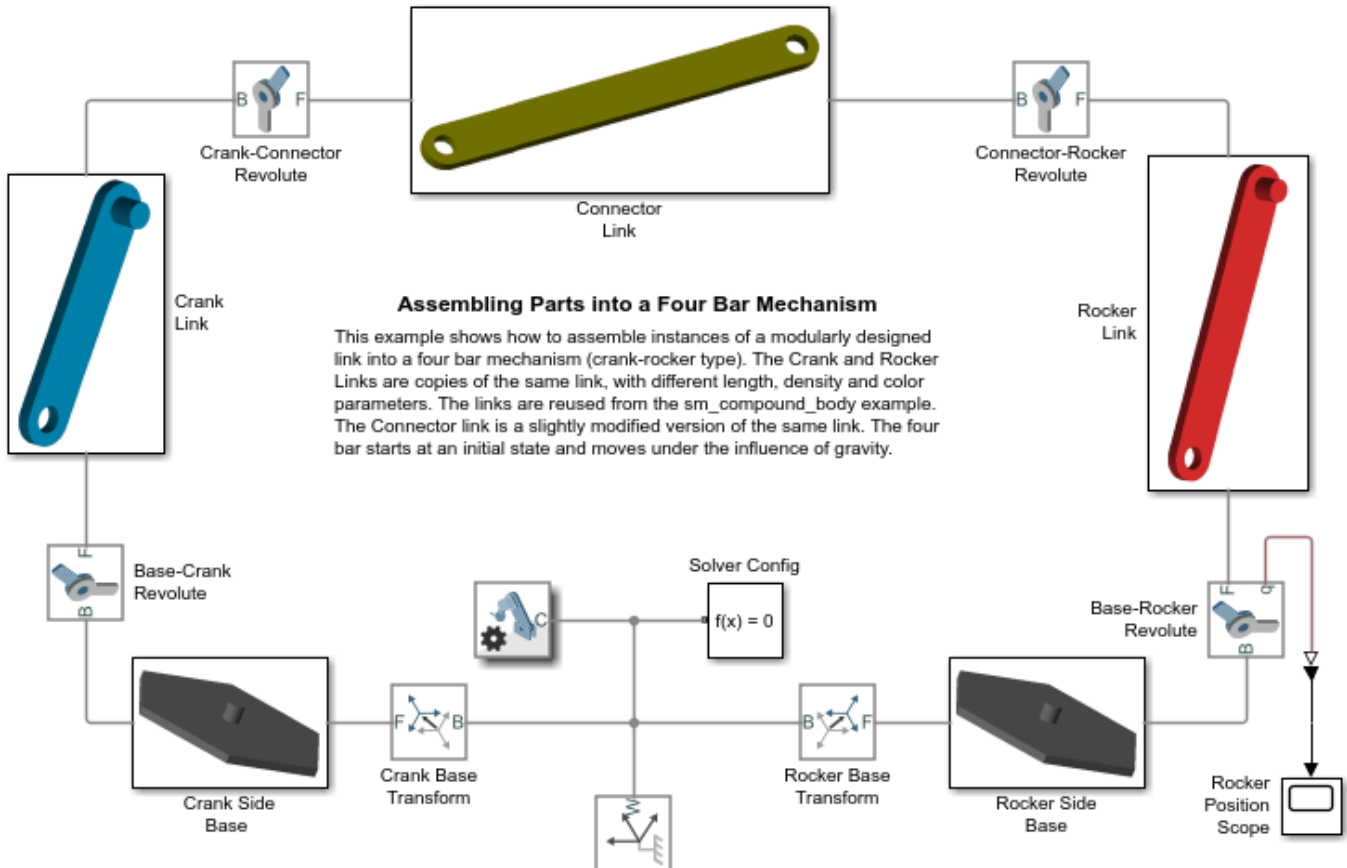 B
F
Crank-Connector
Revolute
Connector
Link
B
F
Connector-Rocker
Revolute
Crank
Link
Rocker
Link
Assembling Parts into a Four Bar Mechanism
This example shows how to assemble instances of a modularly designed
link into a four bar mechanism (crank-rocker type). The Crank and Rocker
Links are copies of the same link, with different length, density and color
parameters. The links are reused from the sm_compound_body example.
The Connector link is a slightly modified version of the same link. The four
bar starts at an initial state and moves under the influence of gravity.
F
B
Base-Crank
Revolute
C
Solver Config
f(x) = 0
F
q
B
Base-Rocker
Revolute
Crank Side
Base
F
B
Crank Base
Transform
W
B
F
Rocker Base
Transform
Rocker Side
Base
Rocker
Position
Scope